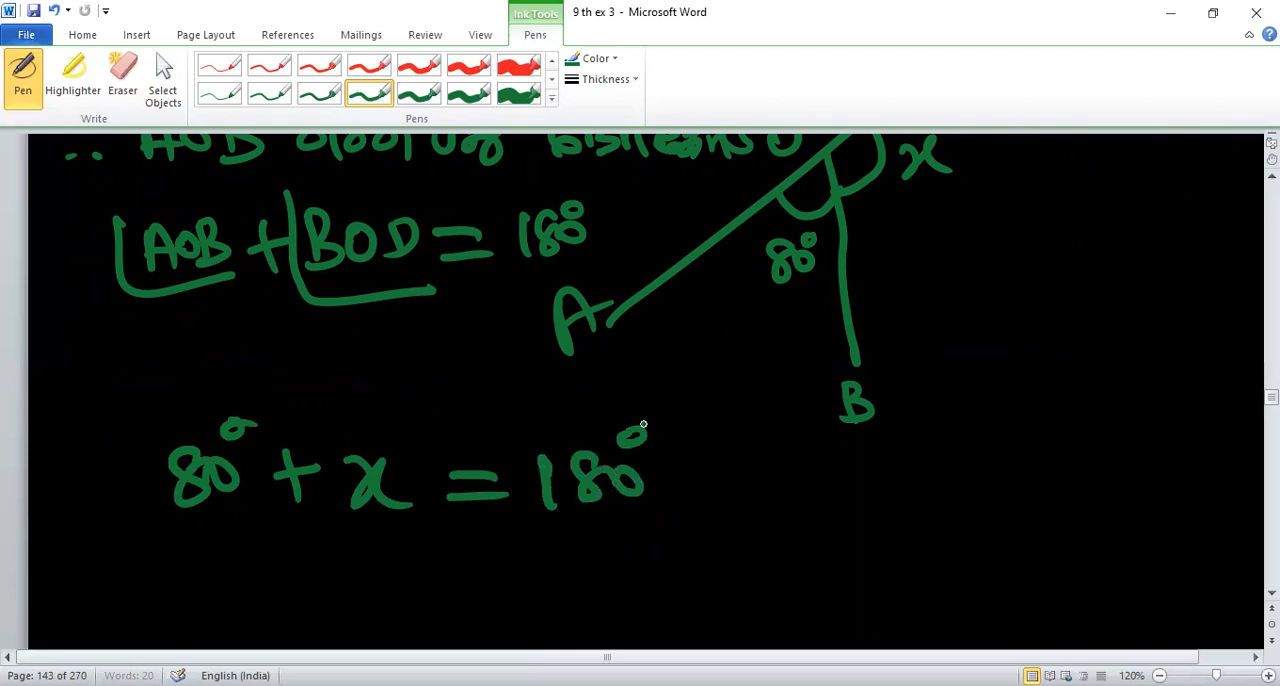 9 th ex 3 - Microsoft Word
Ink Tools
File Home Insert Page Layout References Mailings Review View Pens
Pen Highlighter Eraser Select Objects
Color
Thickness
Write Pens
x
∠AOB + ∠BOD = 180°
80°
A
B
80° + x = 180°
Page: 143 of 270 Words: 20 English (India) 120%